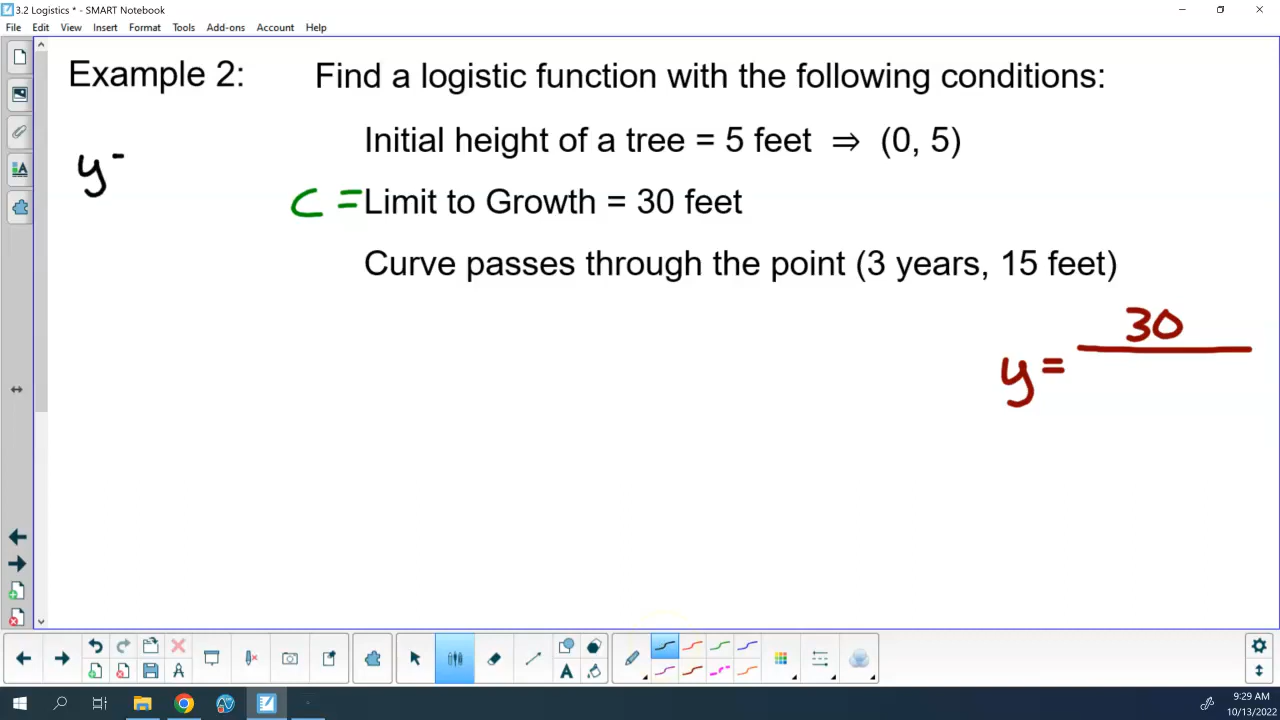 3.2 Logistics * - SMART Notebook
File Edit View Insert Format Tools Add-ons Account Help
Example 2: Find a logistic function with the following conditions:
Initial height of a tree = 5 feet ⇒ (0, 5)
y =
c = Limit to Growth = 30 feet
Curve passes through the point (3 years, 15 feet)
30
y =
A
9:29 AM
10/13/2022